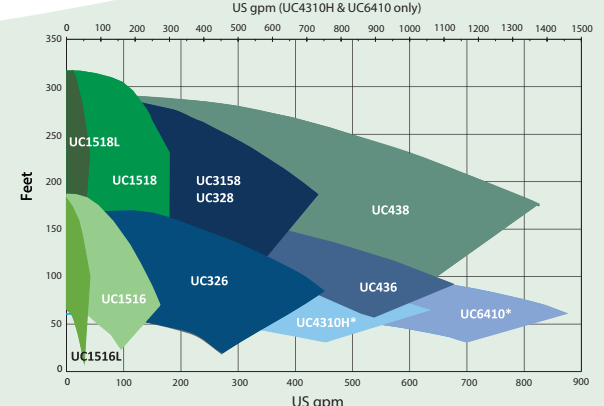 US gpm (UC4310H & UC6410 only)
0 100 200 300 400 500 600 700 800 900 1000 1100 1200 1300 1400 1500
350
300
250
200
150
100
50
0
Feet
UC1518L
UC1518
UC3158
UC328
UC438
UC326
UC436
UC1516
UC4310H*
UC6410*
UC1516L
0 100 200 300 400 500 600 700 800 900
US gpm